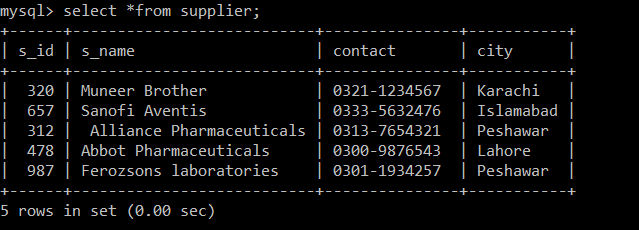 mysql> select *from supplier;
+------+--------------------------+--------------+-----------+
| s_id | s_name                   | contact      | city      |
+------+--------------------------+--------------+-----------+
|  320 | Muneer Brother           | 0321-1234567 | Karachi   |
|  657 | Sanofi Aventis           | 0333-5632476 | Islamabad |
|  312 |  Alliance Pharmaceuticals | 0313-7654321 | Peshawar  |
|  478 | Abbot Pharmaceuticals    | 0300-9876543 | Lahore    |
|  987 | Ferozsons laboratories   | 0301-1934257 | Peshawar  |
+------+--------------------------+--------------+-----------+
5 rows in set (0.00 sec)